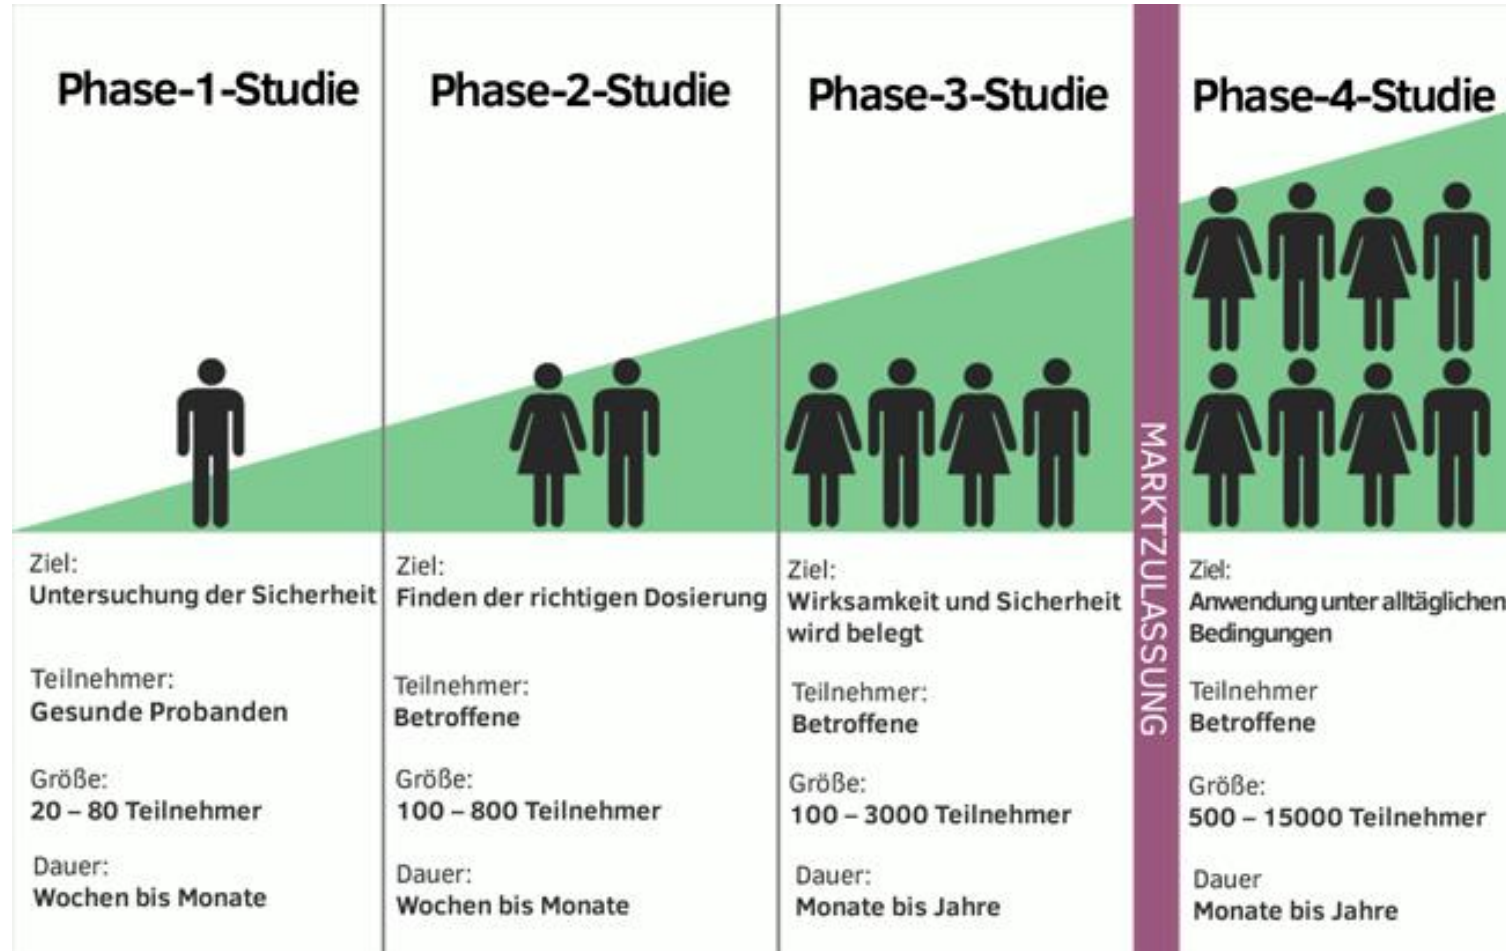 Phase-1-Studie
Ziel:
Untersuchung der Sicherheit
Teilnehmer:
Gesunde Probanden
Größe:
20 – 80 Teilnehmer
Dauer:
Wochen bis Monate
Phase-2-Studie
Ziel:
Finden der richtigen Dosierung
Teilnehmer:
Betroffene
Größe:
100 – 800 Teilnehmer
Dauer:
Wochen bis Monate
Phase-3-Studie
Ziel:
Wirksamkeit und Sicherheit
wird belegt
Teilnehmer:
Betroffene
Größe:
100 – 3000 Teilnehmer
Dauer:
Monate bis Jahre
MARKTZULASSUNG
Phase-4-Studie
Ziel:
Anwendung unter alltäglichen
Bedingungen
Teilnehmer
Betroffene
Größe:
500 – 15000 Teilnehmer
Dauer
Monate bis Jahre